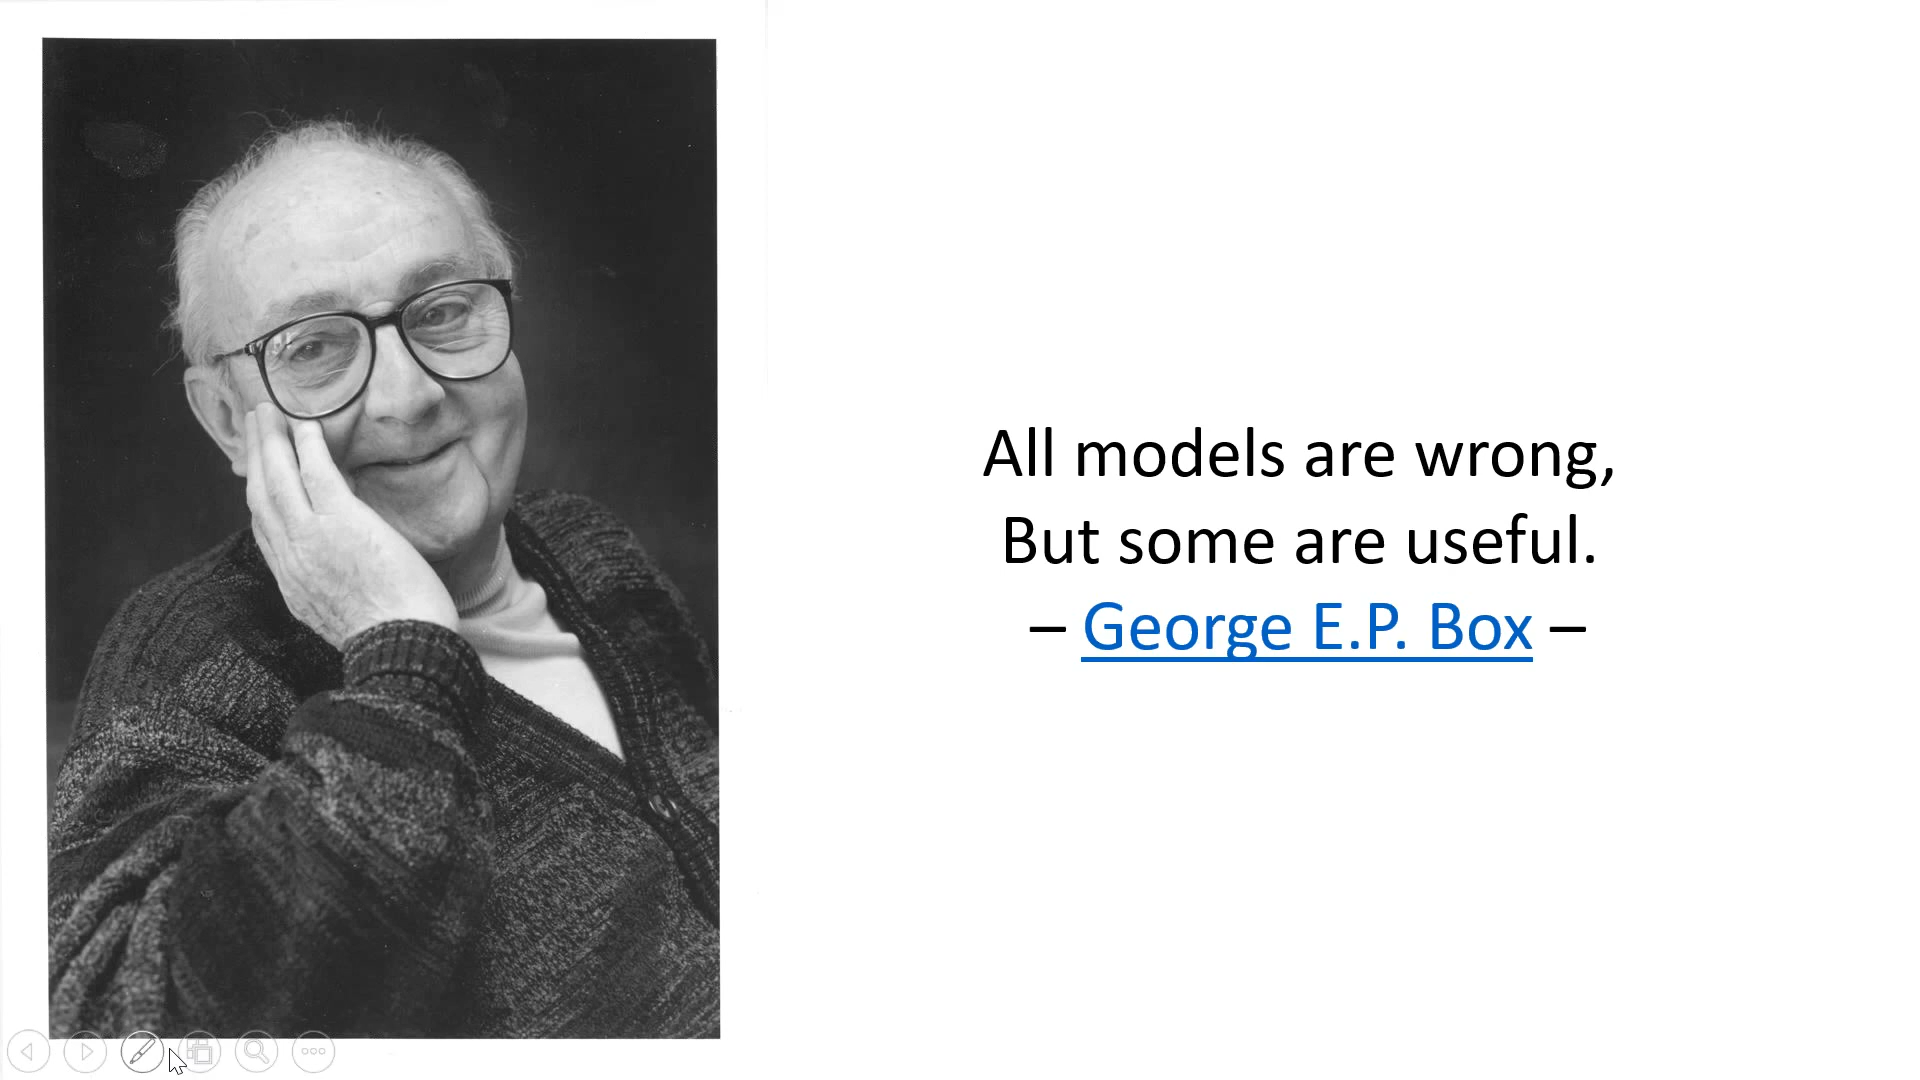 All models are wrong,
But some are useful.
– George E.P. Box –